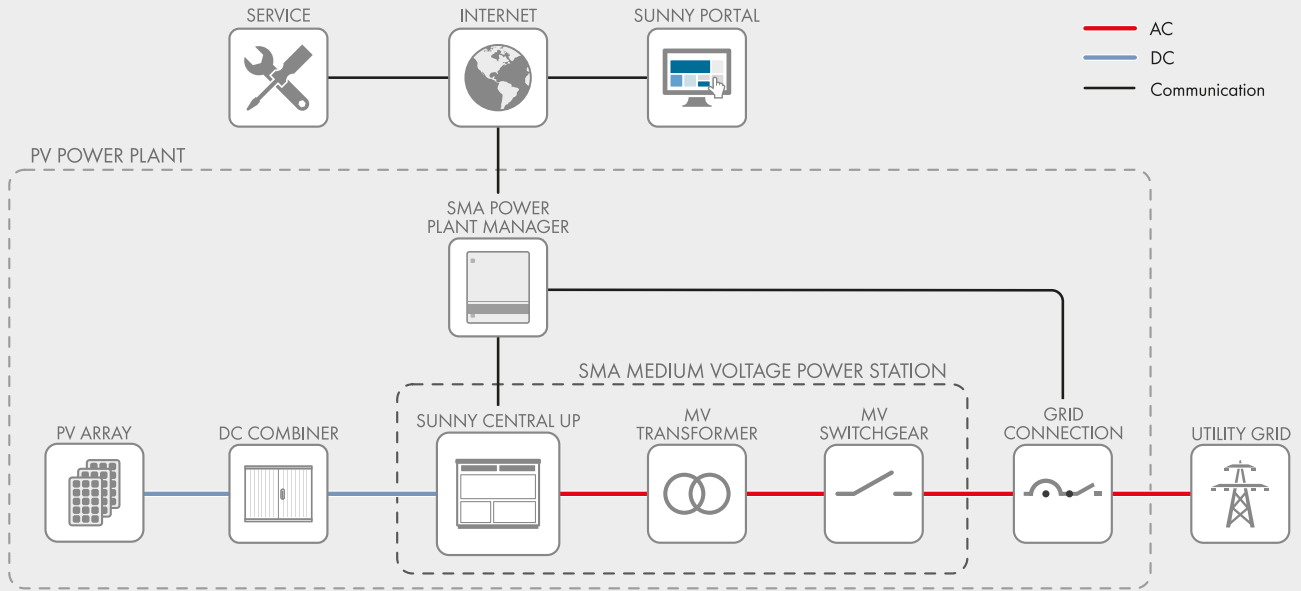 SERVICE
INTERNET
SUNNY PORTAL
AC
DC
Communication
PV POWER PLANT
SMA POWER
PLANT MANAGER
SMA MEDIUM VOLTAGE POWER STATION
PV ARRAY
DC COMBINER
SUNNY CENTRAL UP
MV
TRANSFORMER
MV
SWITCHGEAR
GRID
CONNECTION
UTILITY GRID